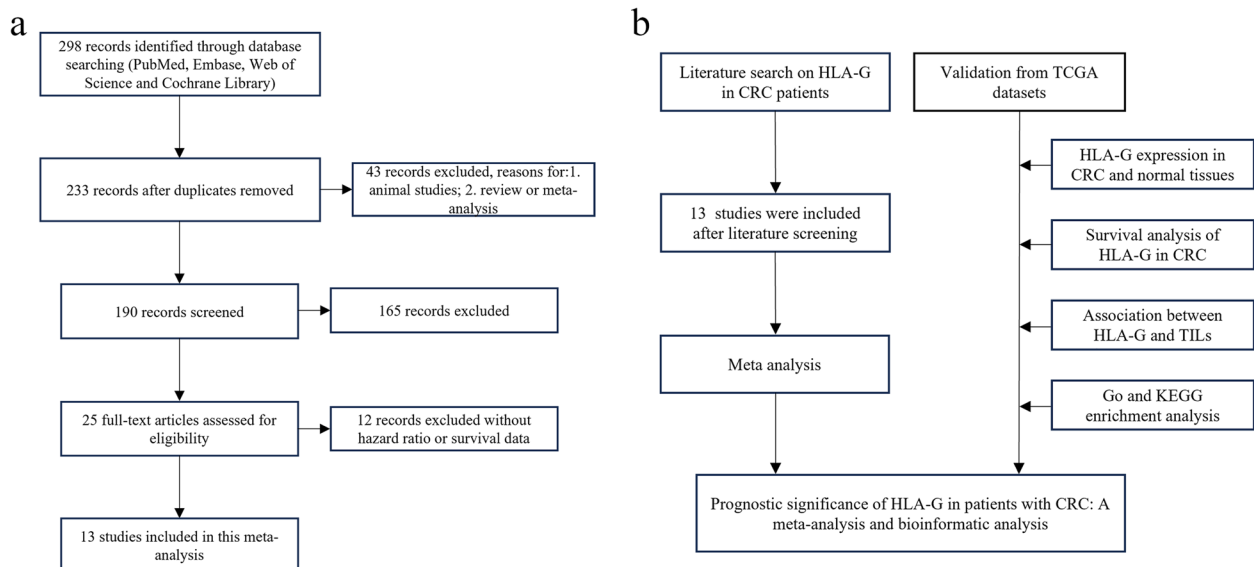 a
298 records identified through database
searching (PubMed, Embase, Web of
Science and Cochrane Library)
233 records after duplicates removed
43 records excluded, reasons for:1.
animal studies; 2. review or meta-
analysis
190 records screened
165 records excluded
25 full-text articles assessed for
eligibility
12 records excluded without
hazard ratio or survival data
13 studies included in this meta-
analysis
b
Literature search on HLA-G
in CRC patients
Validation from TCGA
datasets
HLA-G expression in
CRC and normal tissues
13 studies were included
after literature screening
Survival analysis of
HLA-G in CRC
Association between
HLA-G and TILs
Meta analysis
Go and KEGG
enrichment analysis
Prognostic significance of HLA-G in patients with CRC: A
meta-analysis and bioinformatic analysis